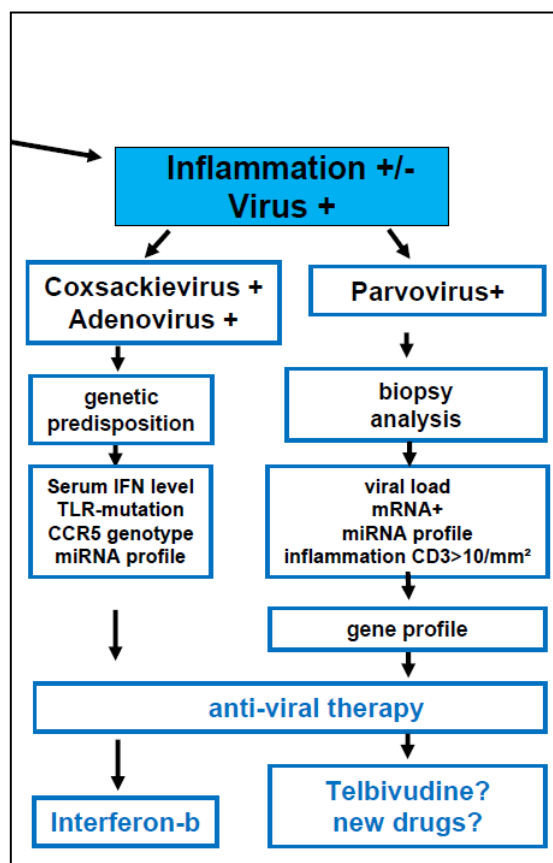 Inflammation +/-
Virus +
Coxsackievirus +
Adenovirus +
Parvovirus+
genetic
predisposition
biopsy
analysis
Serum IFN level
TLR-mutation
CCR5 genotype
miRNA profile
viral load
mRNA+
miRNA profile
inflammation CD3>10/mm²
gene profile
anti-viral therapy
Interferon-b
Telbivudine?
new drugs?